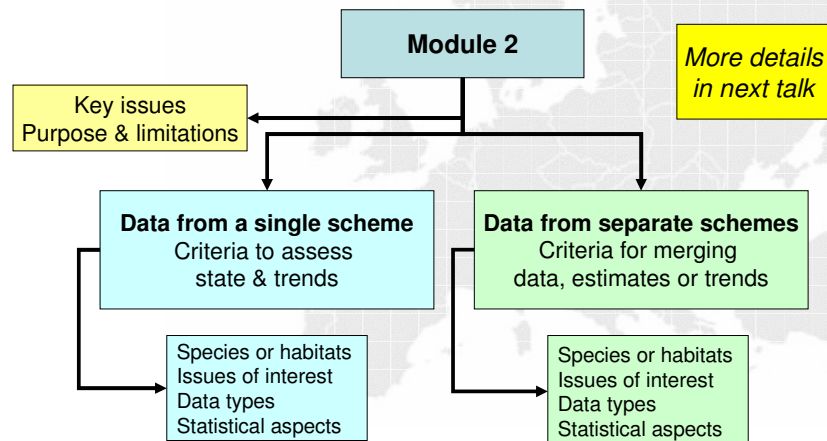 Module 2
More details
in next talk
Key issues
Purpose & limitations
Data from a single scheme
Criteria to assess
state & trends
Data from separate schemes
Criteria for merging
data, estimates or trends
Species or habitats
Issues of interest
Data types
Statistical aspects
Species or habitats
Issues of interest
Data types
Statistical aspects